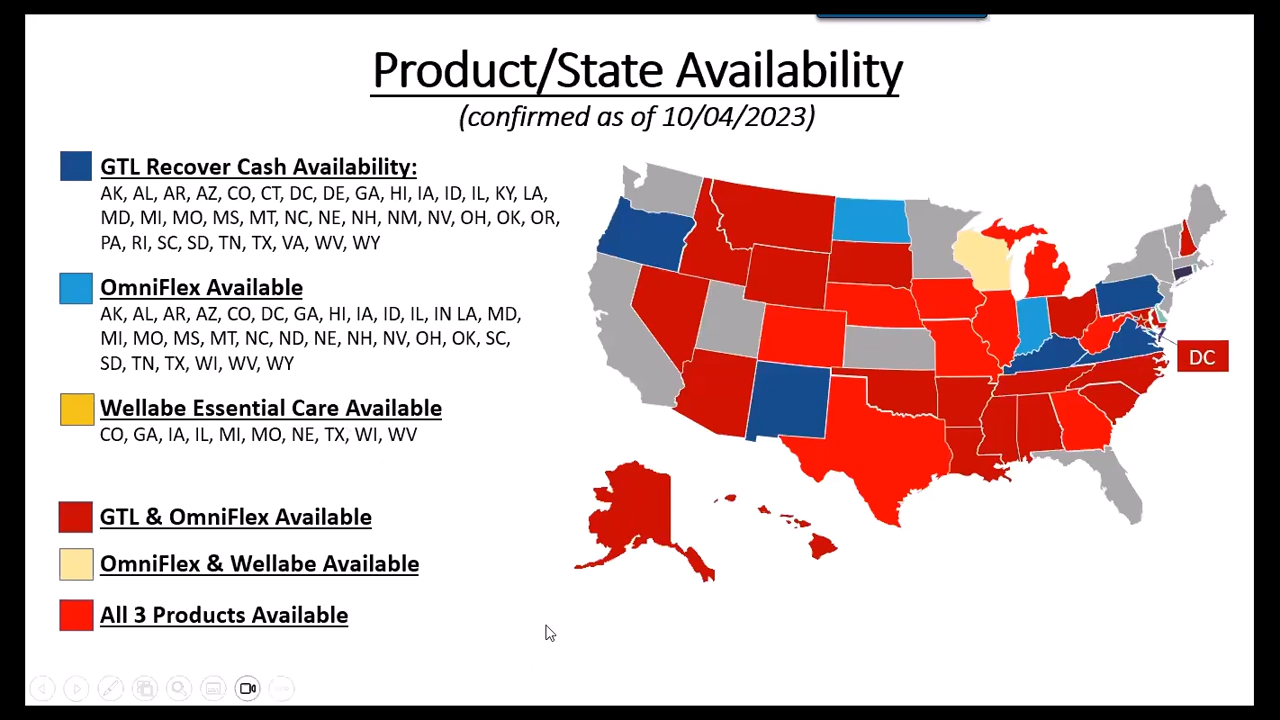 Product/State Availability
(confirmed as of 10/04/2023)
GTL Recover Cash Availability:
AK, AL, AR, AZ, CO, CT, DC, DE, GA, HI, IA, ID, IL, KY, LA,
MD, MI, MO, MS, MT, NC, NE, NH, NM, NV, OH, OK, OR,
PA, RI, SC, SD, TN, TX, VA, WV, WY
OmniFlex Available
AK, AL, AR, AZ, CO, DC, GA, HI, IA, ID, IL, IN LA, MD,
MI, MO, MS, MT, NC, ND, NE, NH, NV, OH, OK, SC,
SD, TN, TX, WI, WV, WY
Wellabe Essential Care Available
CO, GA, IA, IL, MI, MO, NE, TX, WI, WV
GTL & OmniFlex Available
OmniFlex & Wellabe Available
All 3 Products Available
DC